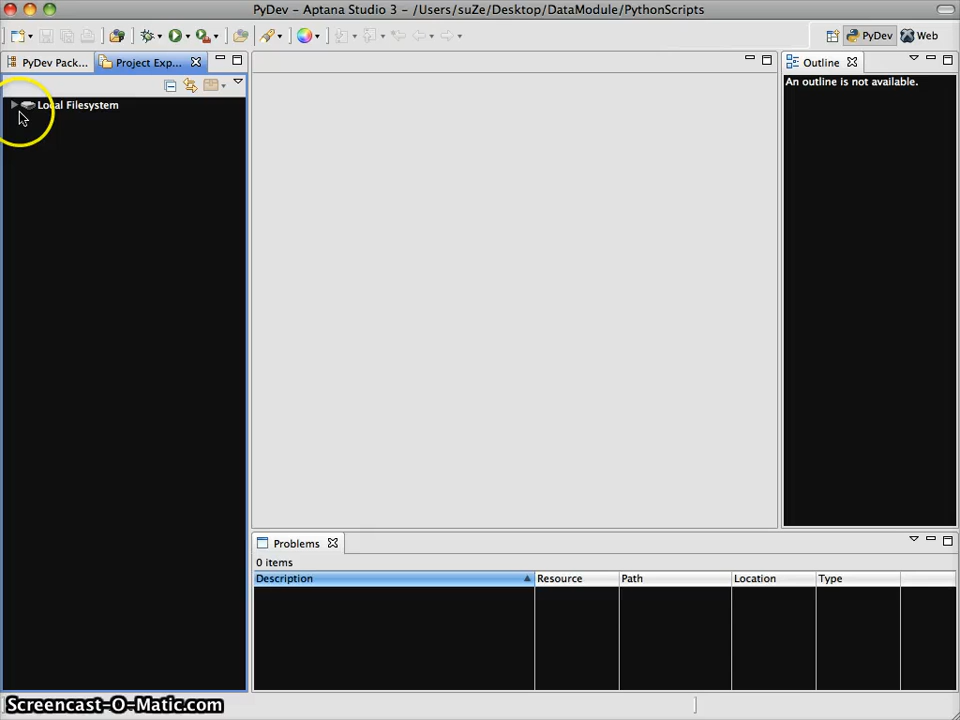 PyDev - Aptana Studio 3 - /Users/suZe/Desktop/DataModule/PythonScripts
PyDev
Web
PyDev Pack...
Project Exp...
Outline
Local Filesystem
An outline is not available.
Problems
0 items
Description
Resource
Path
Location
Type
Screencast-O-Matic.com